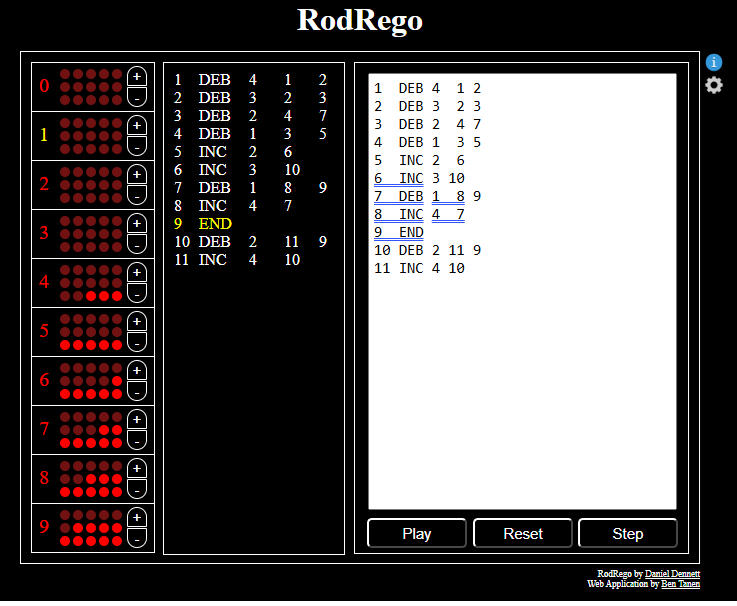 RodRego
0
+
-
1
+
-
2
+
-
3
+
-
4
+
-
5
+
-
6
+
-
7
+
-
8
+
-
9
+
-
1 DEB 4 1 2
2 DEB 3 2 3
3 DEB 2 4 7
4 DEB 1 3 5
5 INC 2 6
6 INC 3 10
7 DEB 1 8 9
8 INC 4 7
9 END
10 DEB 2 11 9
11 INC 4 10
1 DEB 4 1 2
2 DEB 3 2 3
3 DEB 2 4 7
4 DEB 1 3 5
5 INC 2 6
6 INC 3 10
7 DEB 1 8 9
8 INC 4 7
9 END
10 DEB 2 11 9
11 INC 4 10
Play Reset Step
i
RodRego by Daniel Dennett
Web Application by Ben Tanen